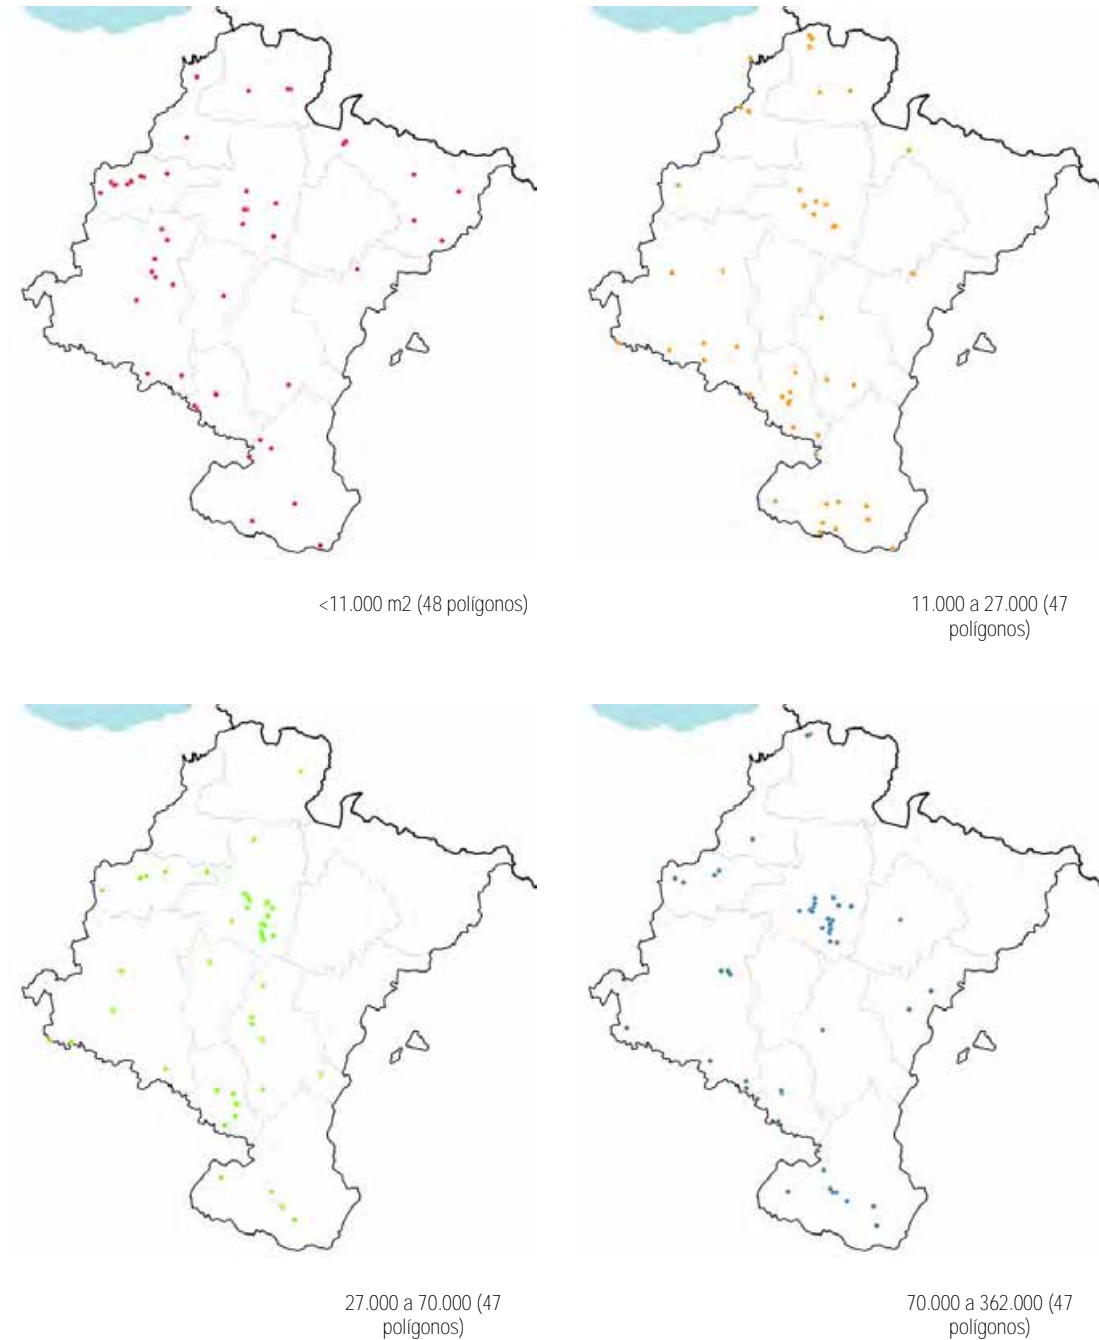 <11.000 m2 (48 polígonos)
11.000 a 27.000 (47
polígonos)
27.000 a 70.000 (47
polígonos)
70.000 a 362.000 (47
polígonos)